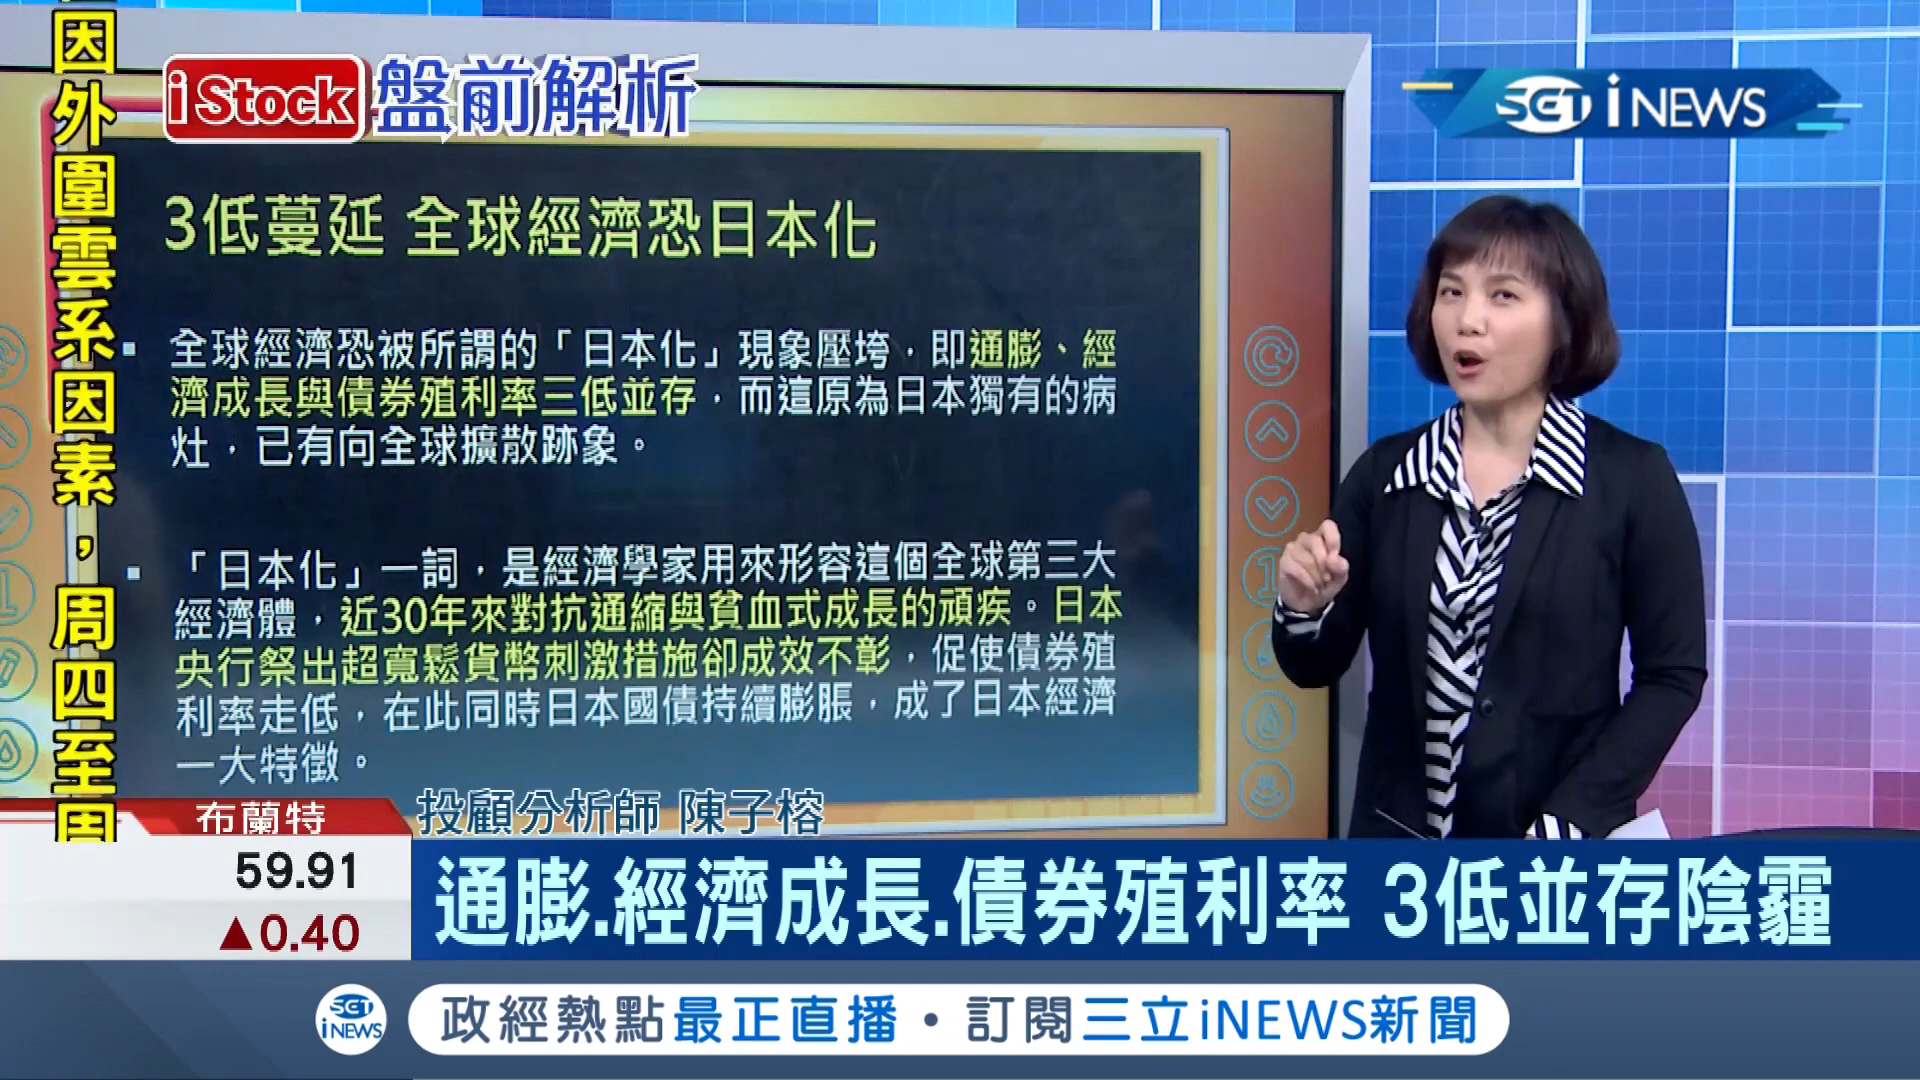 因外圍雲系因素，周四至周
iStock 盤前解析
SET iNEWS
3低蔓延 全球經濟恐日本化
▪ 全球經濟恐被所謂的「日本化」現象壓垮，即通膨、經
濟成長與債券殖利率三低並存，而這原為日本獨有的病
灶，已有向全球擴散跡象。
▪ 「日本化」一詞，是經濟學家用來形容這個全球第三大
經濟體，近30年來對抗通縮與貧血式成長的頑疾。日本
央行祭出超寬鬆貨幣刺激措施卻成效不彰，促使債券殖
利率走低，在此同時日本國債持續膨脹，成了日本經濟
一大特徵。
投顧分析師 陳子榕
布蘭特
59.91
▲0.40
通膨.經濟成長.債券殖利率 3低並存陰霾
SET iNEWS
政經熱點最正直播·訂閱三立iNEWS新聞